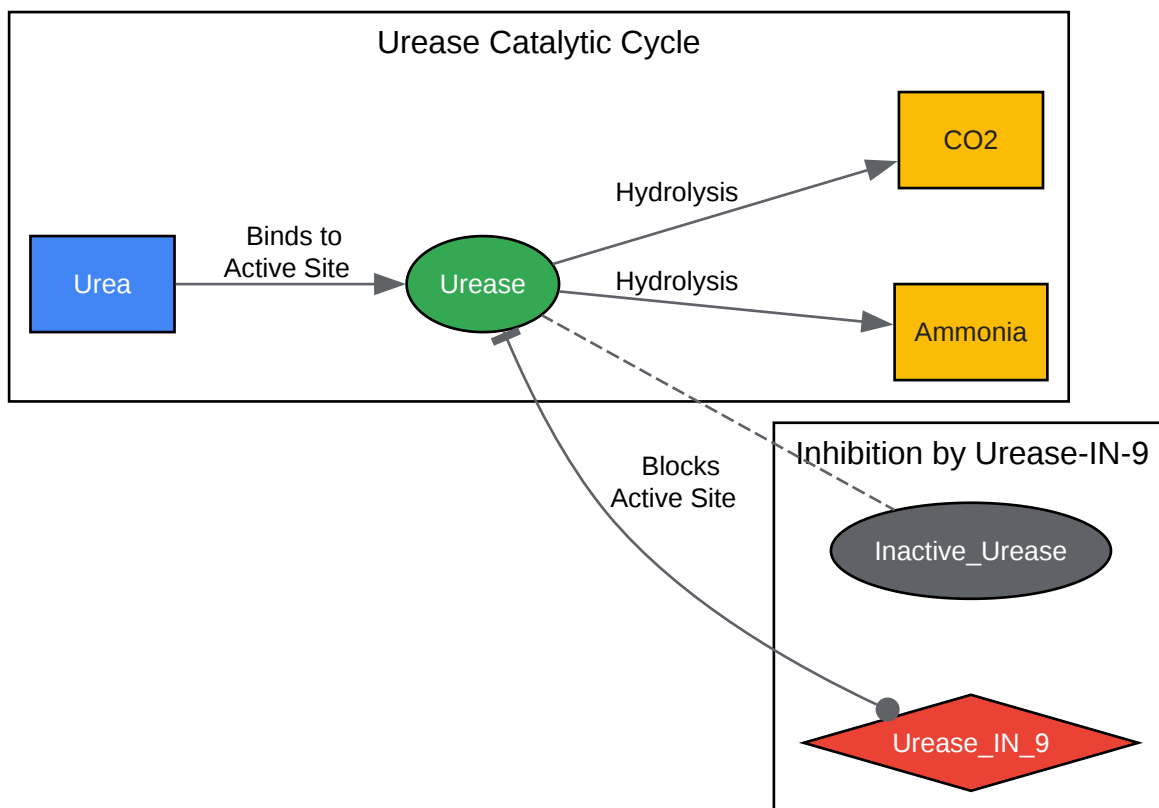 Urease Catalytic Cycle
CO2
Hydrolysis
Binds to
Active Site
Urea
Urease
Hydrolysis
Ammonia
Inhibition by Urease-IN-9
Blocks
Active Site
Inactive_Urease
Urease_IN_9